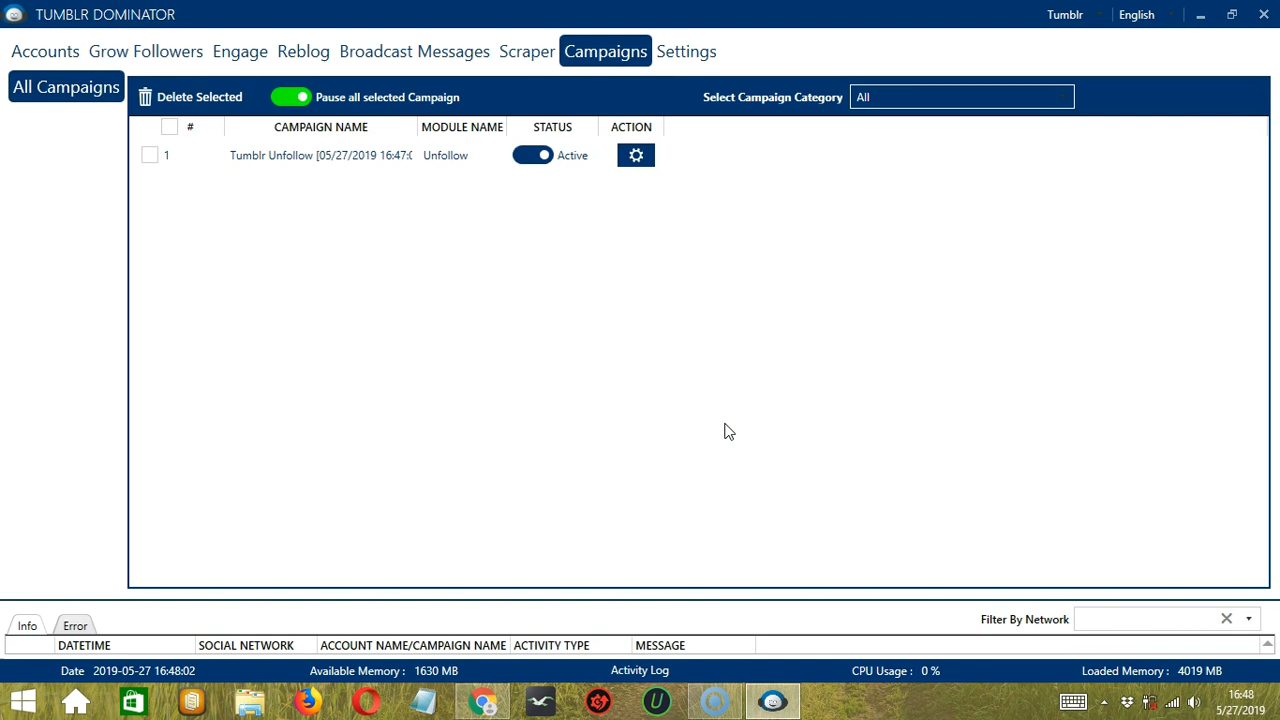 TUMBLR DOMINATOR Tumblr English
Accounts Grow Followers Engage Reblog Broadcast Messages Scraper Campaigns Settings
All Campaigns
Delete Selected Pause all selected Campaign Select Campaign Category All
# CAMPAIGN NAME MODULE NAME STATUS ACTION
1 Tumblr Unfollow [05/27/2019 16:47:0 Unfollow Active
Info Error Filter By Network
DATETIME SOCIAL NETWORK ACCOUNT NAME/CAMPAIGN NAME ACTIVITY TYPE MESSAGE
Date 2019-05-27 16:48:02 Available Memory : 1630 MB Activity Log CPU Usage : 0 % Loaded Memory : 4019 MB
16:48
5/27/2019